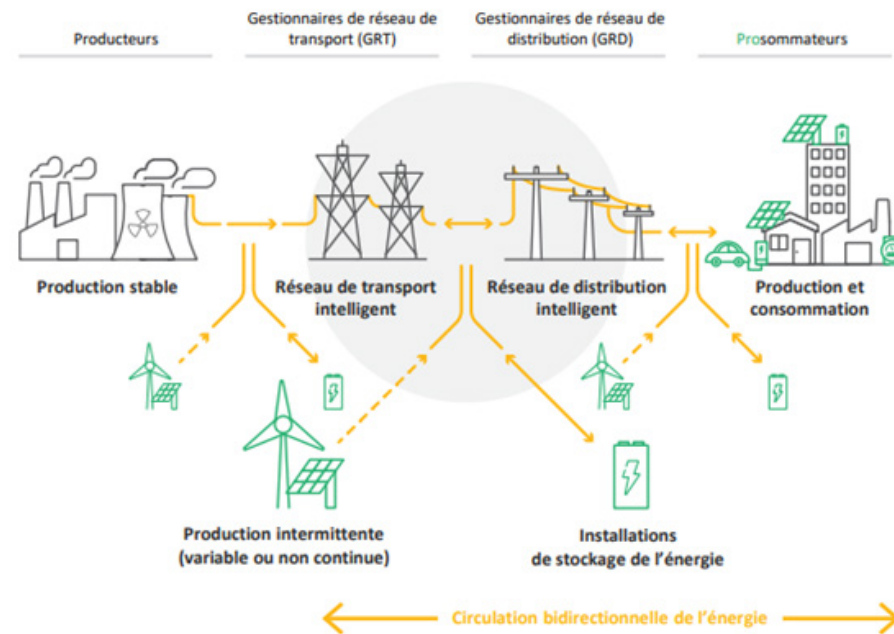 Producteurs
Gestionnaires de réseau de
transport (GRT)
Gestionnaires de réseau de
distribution (GRD)
Prosommateurs
Production stable
Réseau de transport
intelligent
Réseau de distribution
intelligent
Production et
consommation
Production intermittente
(variable ou non continue)
Installations
de stockage de l’énergie
Circulation bidirectionnelle de l’énergie